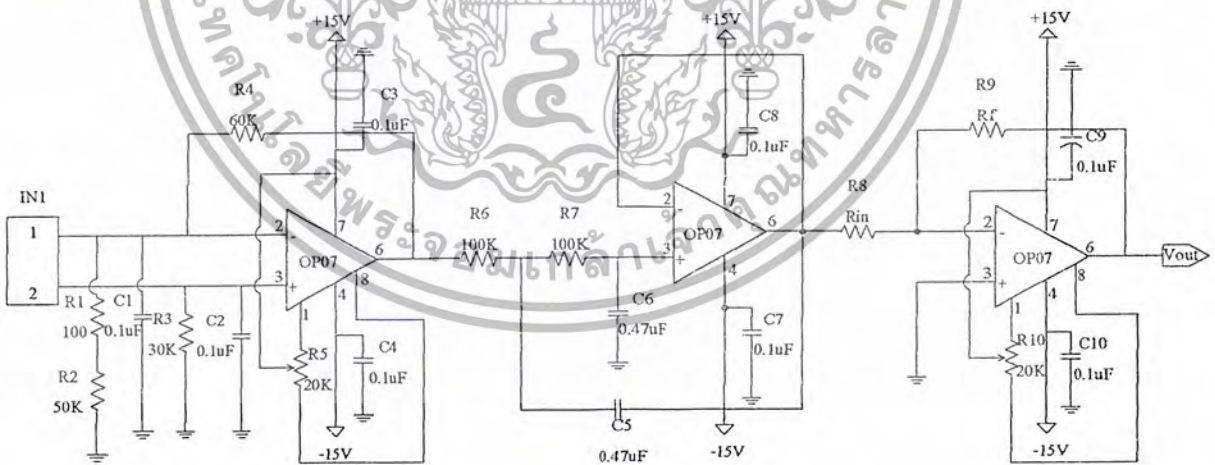 +15V
+15V
+15V
R4
60K
C3
0.1uF
C8
0.1uF
R9
Rf
C9
0.1uF
IN1
1
2
2
-
7
OP07
6
3
+
8
4
1
R6
100K
R7
100K
2
-
7
OP07
6
3
+
4
R8
Rin
2
-
7
OP07
6
3
+
8
4
1
Vout
R1
100
C1
0.1uF
R3
30K
C2
0.1uF
R2
50K
R5
20K
C4
0.1uF
C6
0.47uF
C7
0.1uF
R10
20K
C10
0.1uF
-15V
C5
0.47uF
-15V
-15V